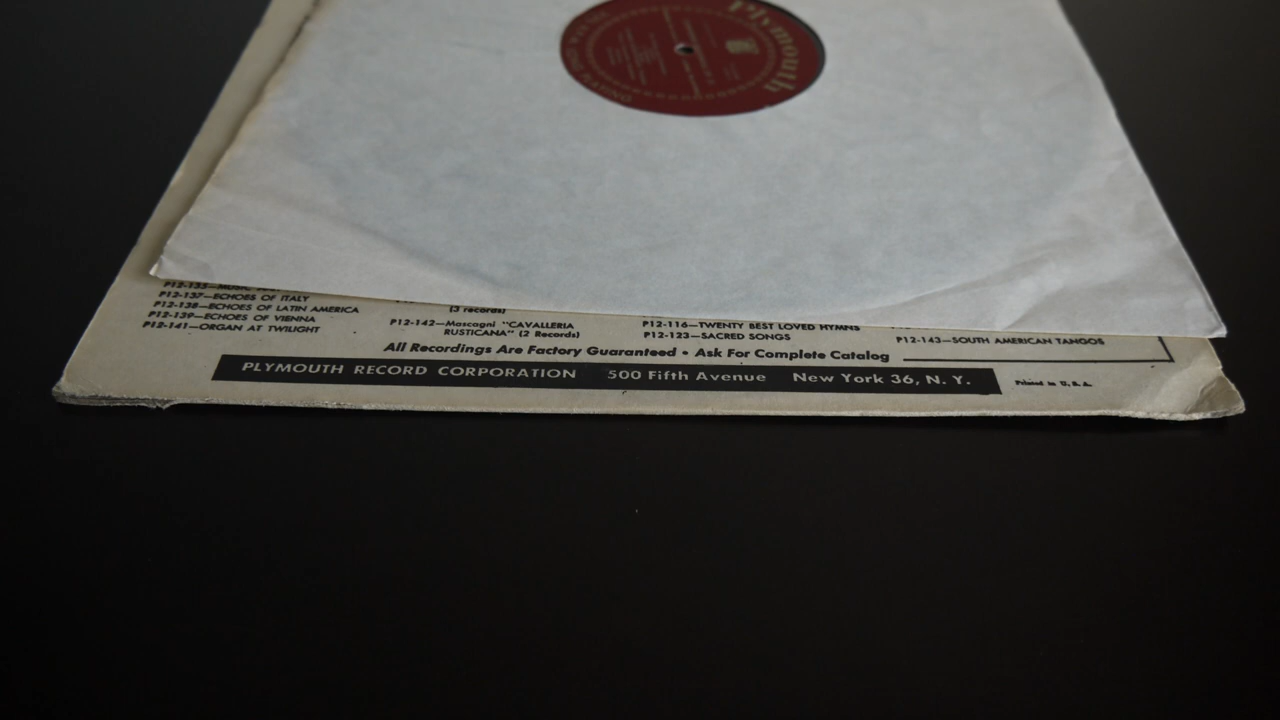 Plymouth
P12-135—MUSIC
P12-137—ECHOES OF ITALY
P12-138—ECHOES OF LATIN AMERICA
P12-139—ECHOES OF VIENNA
P12-141—ORGAN AT TWILIGHT
(3 records)
P12-142—Mascagni "CAVALLERIA
RUSTICANA" (2 Records)
P12-116—TWENTY BEST LOVED HYMNS
P12-123—SACRED SONGS
P12-143—SOUTH AMERICAN TANGOS
All Recordings Are Factory Guaranteed • Ask For Complete Catalog
PLYMOUTH RECORD CORPORATION 500 Fifth Avenue New York 36, N. Y.
Printed in U.S.A.